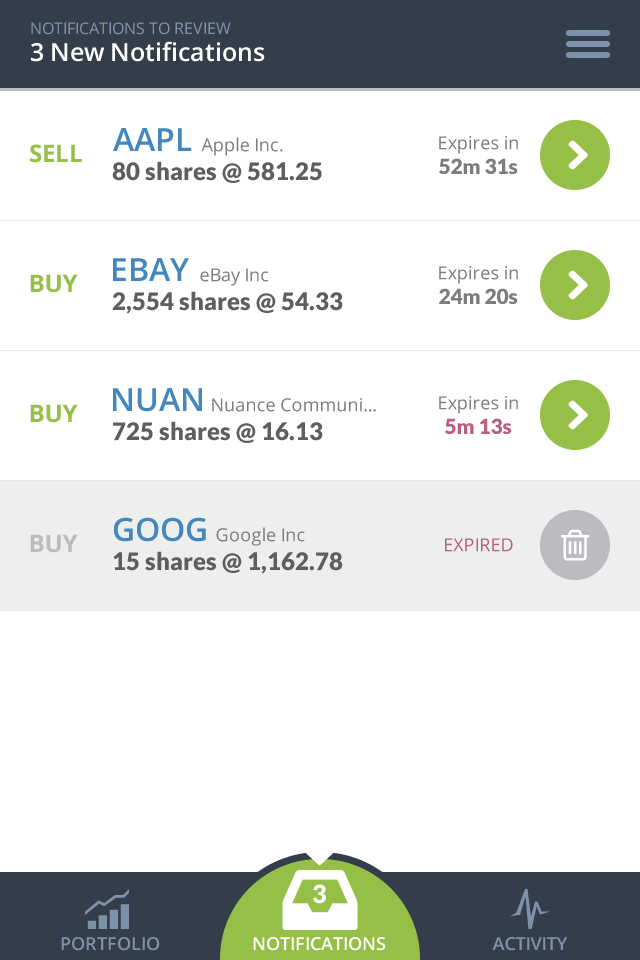 NOTIFICATIONS TO REVIEW
3 New Notifications
SELL
AAPL Apple Inc.
80 shares @ 581.25
Expires in
52m 31s
BUY
EBAY eBay Inc
2,554 shares @ 54.33
Expires in
24m 20s
BUY
NUAN Nuance Communi...
725 shares @ 16.13
Expires in
5m 13s
BUY
GOOG Google Inc
15 shares @ 1,162.78
EXPIRED
3
PORTFOLIO
NOTIFICATIONS
ACTIVITY